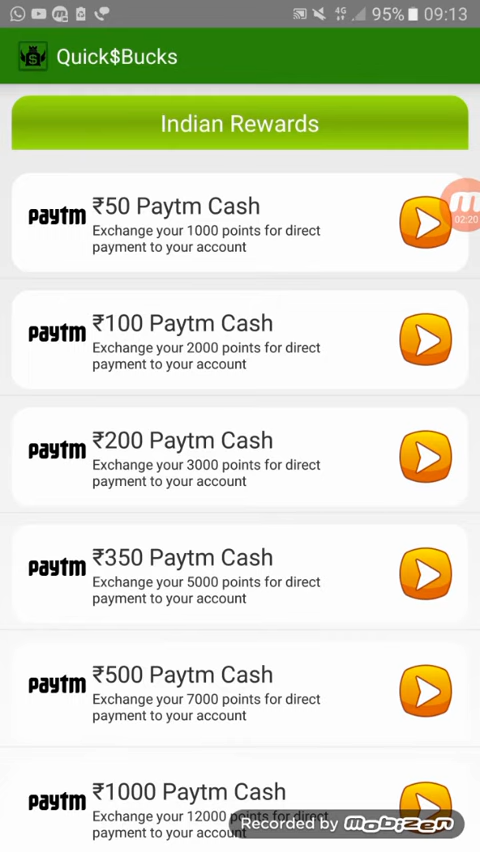 4G 95% 09:13
Quick$Bucks
Indian Rewards
paytm ₹50 Paytm Cash
Exchange your 1000 points for direct
payment to your account
02:20
paytm ₹100 Paytm Cash
Exchange your 2000 points for direct
payment to your account
paytm ₹200 Paytm Cash
Exchange your 3000 points for direct
payment to your account
paytm ₹350 Paytm Cash
Exchange your 5000 points for direct
payment to your account
paytm ₹500 Paytm Cash
Exchange your 7000 points for direct
payment to your account
paytm ₹1000 Paytm Cash
Exchange your 12000 points for direct
payment to your account
Recorded by mobizen